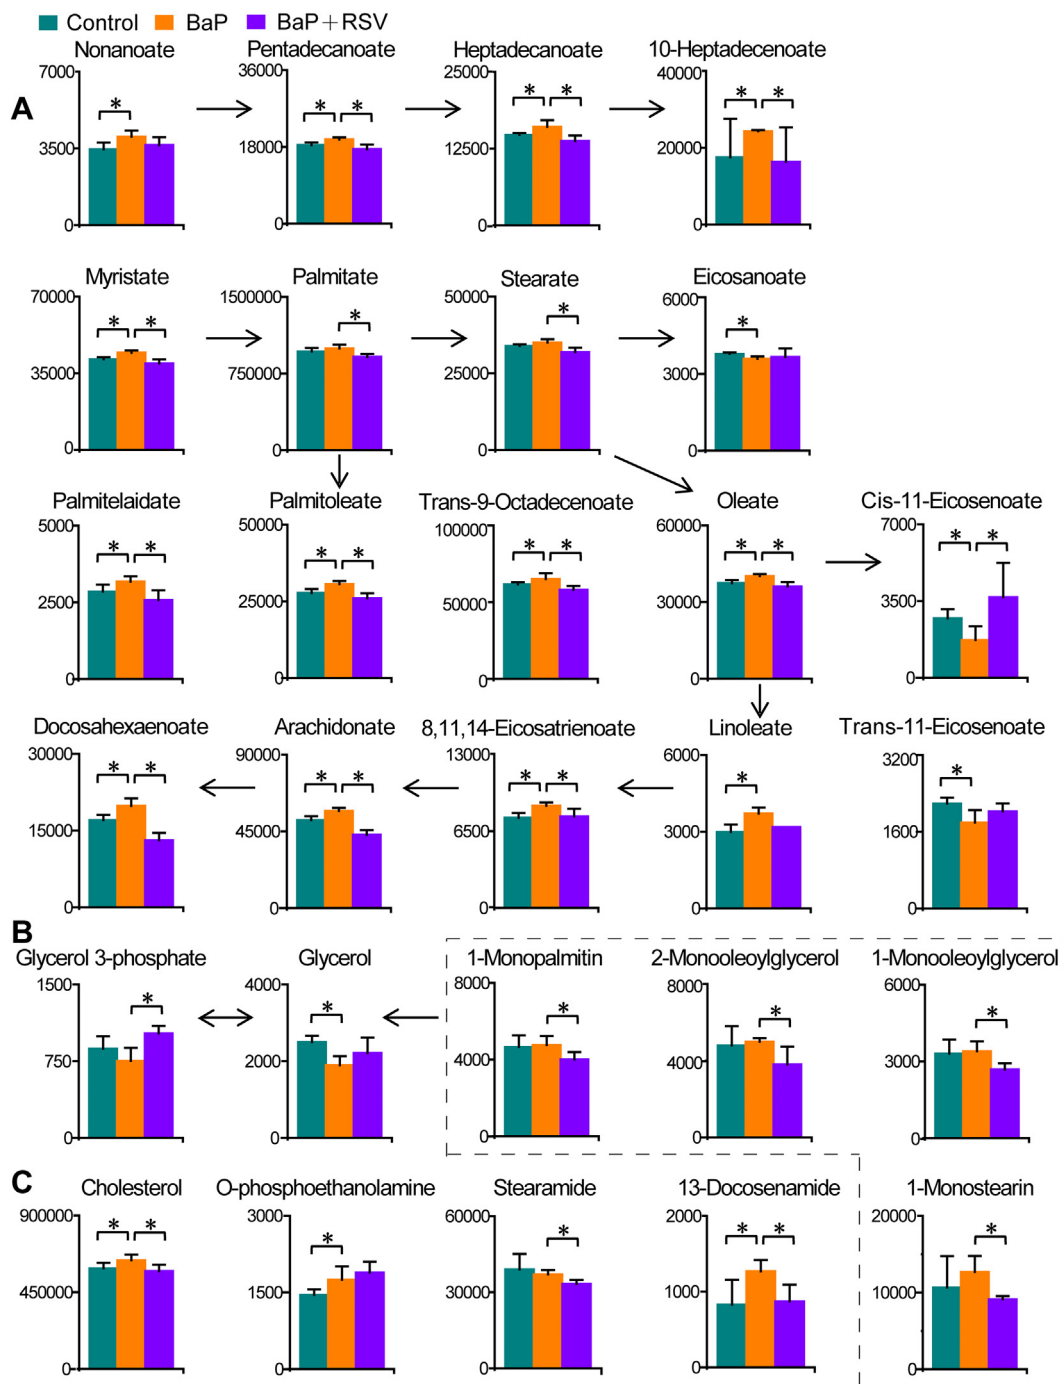 Control BaP BaP+RSV
Nonanoate Pentadecanoate Heptadecanoate 10-Heptadecenoate
A
7000 36000 25000 40000
* * * * * * *
3500 18000 12500 20000
0 0 0 0
Myristate Palmitate Stearate Eicosanoate
70000 1500000 50000 6000
* * * * *
35000 750000 25000 3000
0 0 0 0
Palmitelaidate Palmitoleate Trans-9-Octadecenoate Oleate Cis-11-Eicosenoate
5000 50000 100000 60000 7000
* * * * * * * * * *
2500 25000 50000 30000 3500
0 0 0 0 0
Docosahexaenoate Arachidonate 8,11,14-Eicosatrienoate Linoleate Trans-11-Eicosenoate
30000 90000 13000 6000 3200
* * * * * * * *
15000 45000 6500 3000 1600
0 0 0 0 0
B
Glycerol 3-phosphate Glycerol 1-Monopalmitin 2-Monooleoylglycerol 1-Monooleoylglycerol
1500 4000 8000 8000 6000
* * * * *
750 2000 4000 4000 3000
0 0 0 0 0
C
Cholesterol O-phosphoethanolamine Stearamide 13-Docosenamide 1-Monostearin
900000 3000 60000 2000 20000
* * * * * * *
450000 1500 30000 1000 10000
0 0 0 0 0